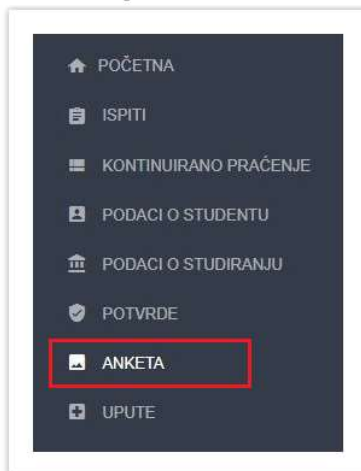 POČETNA
ISPITI
KONTINUIRANO PRAĆENJE
PODACI O STUDENTU
PODACI O STUDIRANJU
POTVRDE
ANKETA
UPUTE